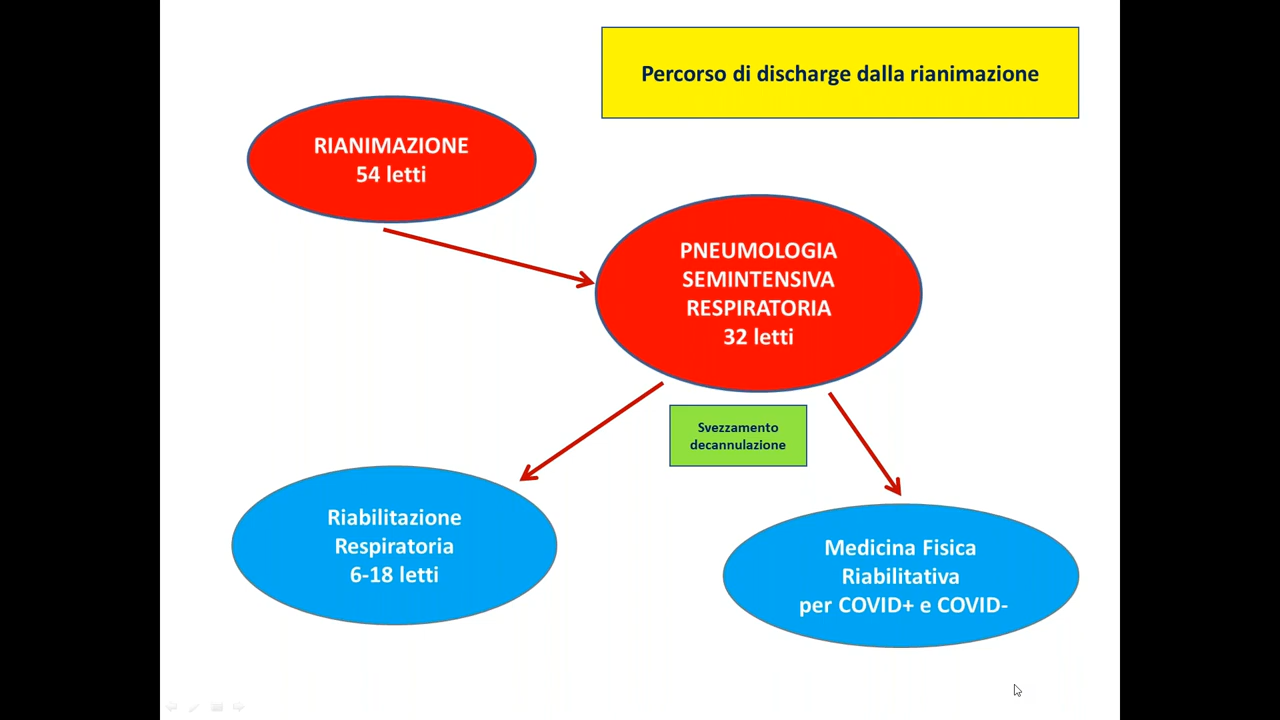 Percorso di discharge dalla rianimazione
RIANIMAZIONE
54 letti
PNEUMOLOGIA
SEMINTENSIVA
RESPIRATORIA
32 letti
Svezzamento
decannulazione
Riabilitazione
Respiratoria
6-18 letti
Medicina Fisica
Riabilitativa
per COVID+ e COVID-